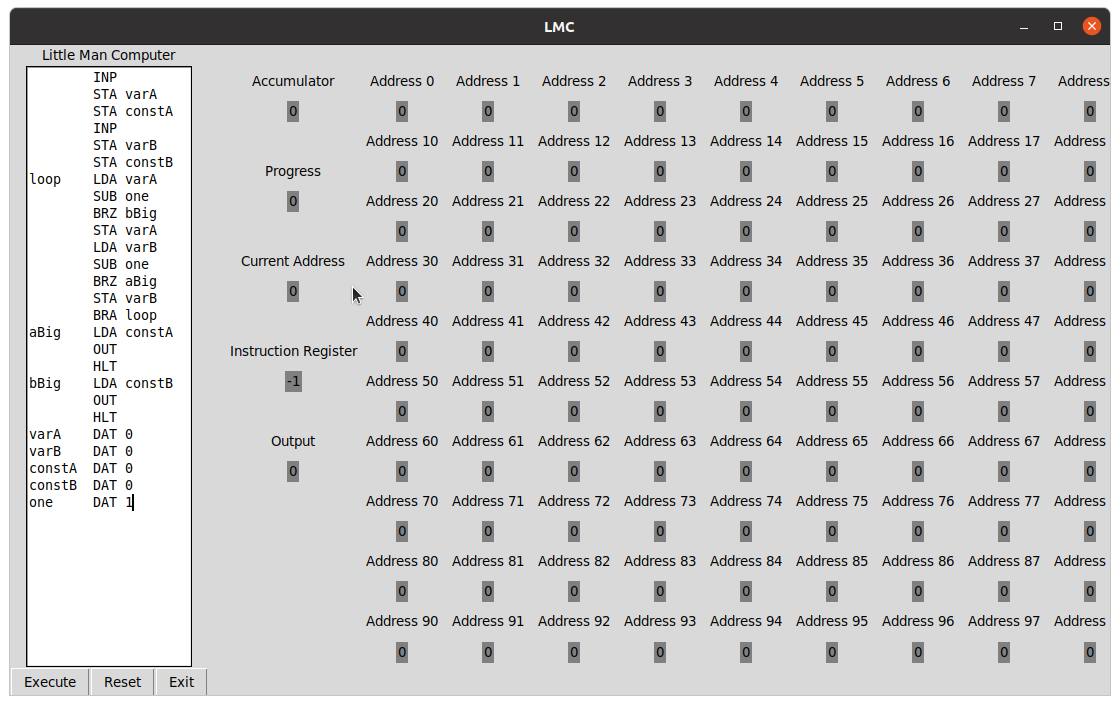 LMC
Little Man Computer
INP
STA varA
STA constA
INP
STA varB
STA constB
loop LDA varA
SUB one
BRZ bBig
STA varA
LDA varB
SUB one
BRZ aBig
STA varB
BRA loop
aBig LDA constA
OUT
HLT
bBig LDA constB
OUT
HLT
varA DAT 0
varB DAT 0
constA DAT 0
constB DAT 0
one DAT 1
Execute Reset Exit
Accumulator
0
Progress
0
Current Address
0
Instruction Register
-1
Output
0
Address 0 Address 1 Address 2 Address 3 Address 4 Address 5 Address 6 Address 7 Address
0 0 0 0 0 0 0 0 0
Address 10 Address 11 Address 12 Address 13 Address 14 Address 15 Address 16 Address 17 Address
0 0 0 0 0 0 0 0 0
Address 20 Address 21 Address 22 Address 23 Address 24 Address 25 Address 26 Address 27 Address
0 0 0 0 0 0 0 0 0
Address 30 Address 31 Address 32 Address 33 Address 34 Address 35 Address 36 Address 37 Address
0 0 0 0 0 0 0 0 0
Address 40 Address 41 Address 42 Address 43 Address 44 Address 45 Address 46 Address 47 Address
0 0 0 0 0 0 0 0 0
Address 50 Address 51 Address 52 Address 53 Address 54 Address 55 Address 56 Address 57 Address
0 0 0 0 0 0 0 0 0
Address 60 Address 61 Address 62 Address 63 Address 64 Address 65 Address 66 Address 67 Address
0 0 0 0 0 0 0 0 0
Address 70 Address 71 Address 72 Address 73 Address 74 Address 75 Address 76 Address 77 Address
0 0 0 0 0 0 0 0 0
Address 80 Address 81 Address 82 Address 83 Address 84 Address 85 Address 86 Address 87 Address
0 0 0 0 0 0 0 0 0
Address 90 Address 91 Address 92 Address 93 Address 94 Address 95 Address 96 Address 97 Address
0 0 0 0 0 0 0 0 0